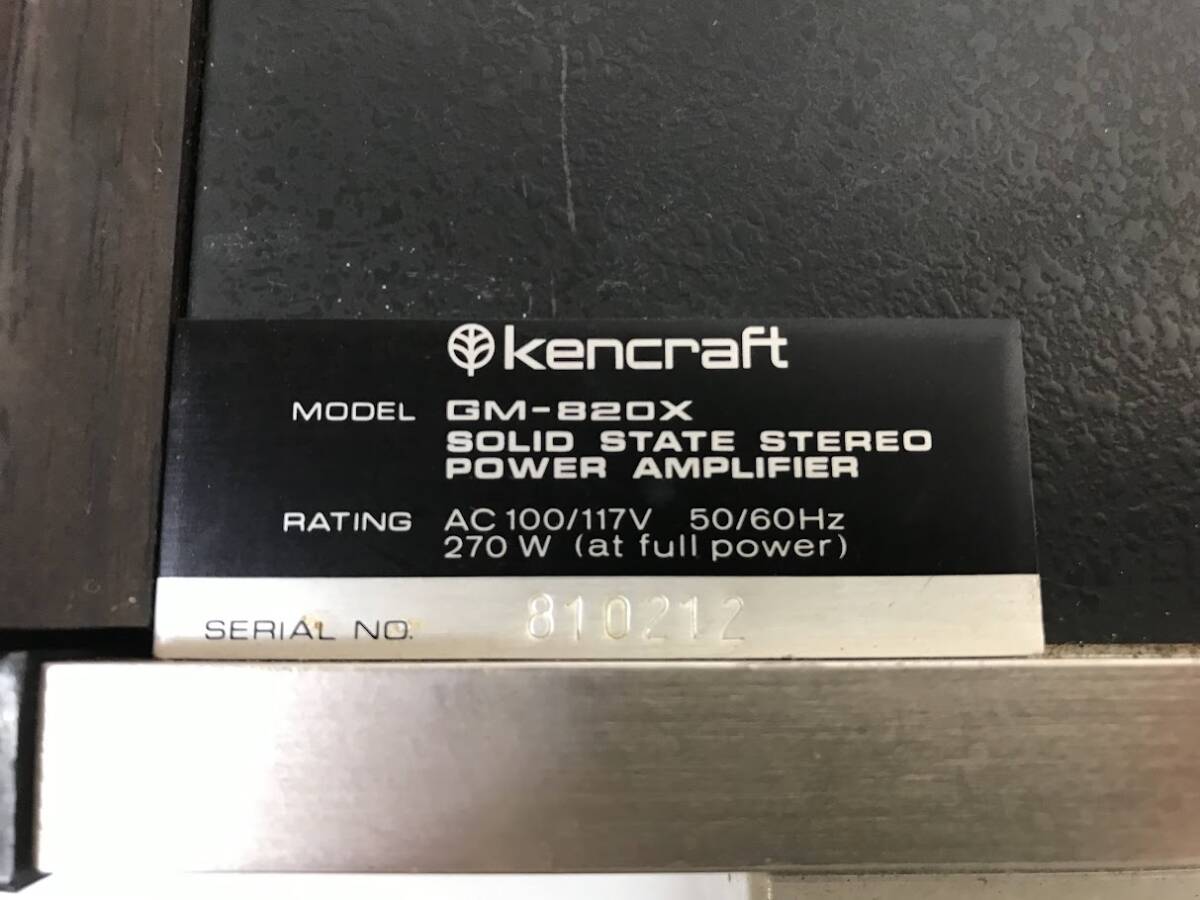 kencraft
MODEL GM-820X
SOLID STATE STEREO
POWER AMPLIFIER
RATING AC 100/117V 50/60Hz
270 W (at full power)
SERIAL NO. 810212